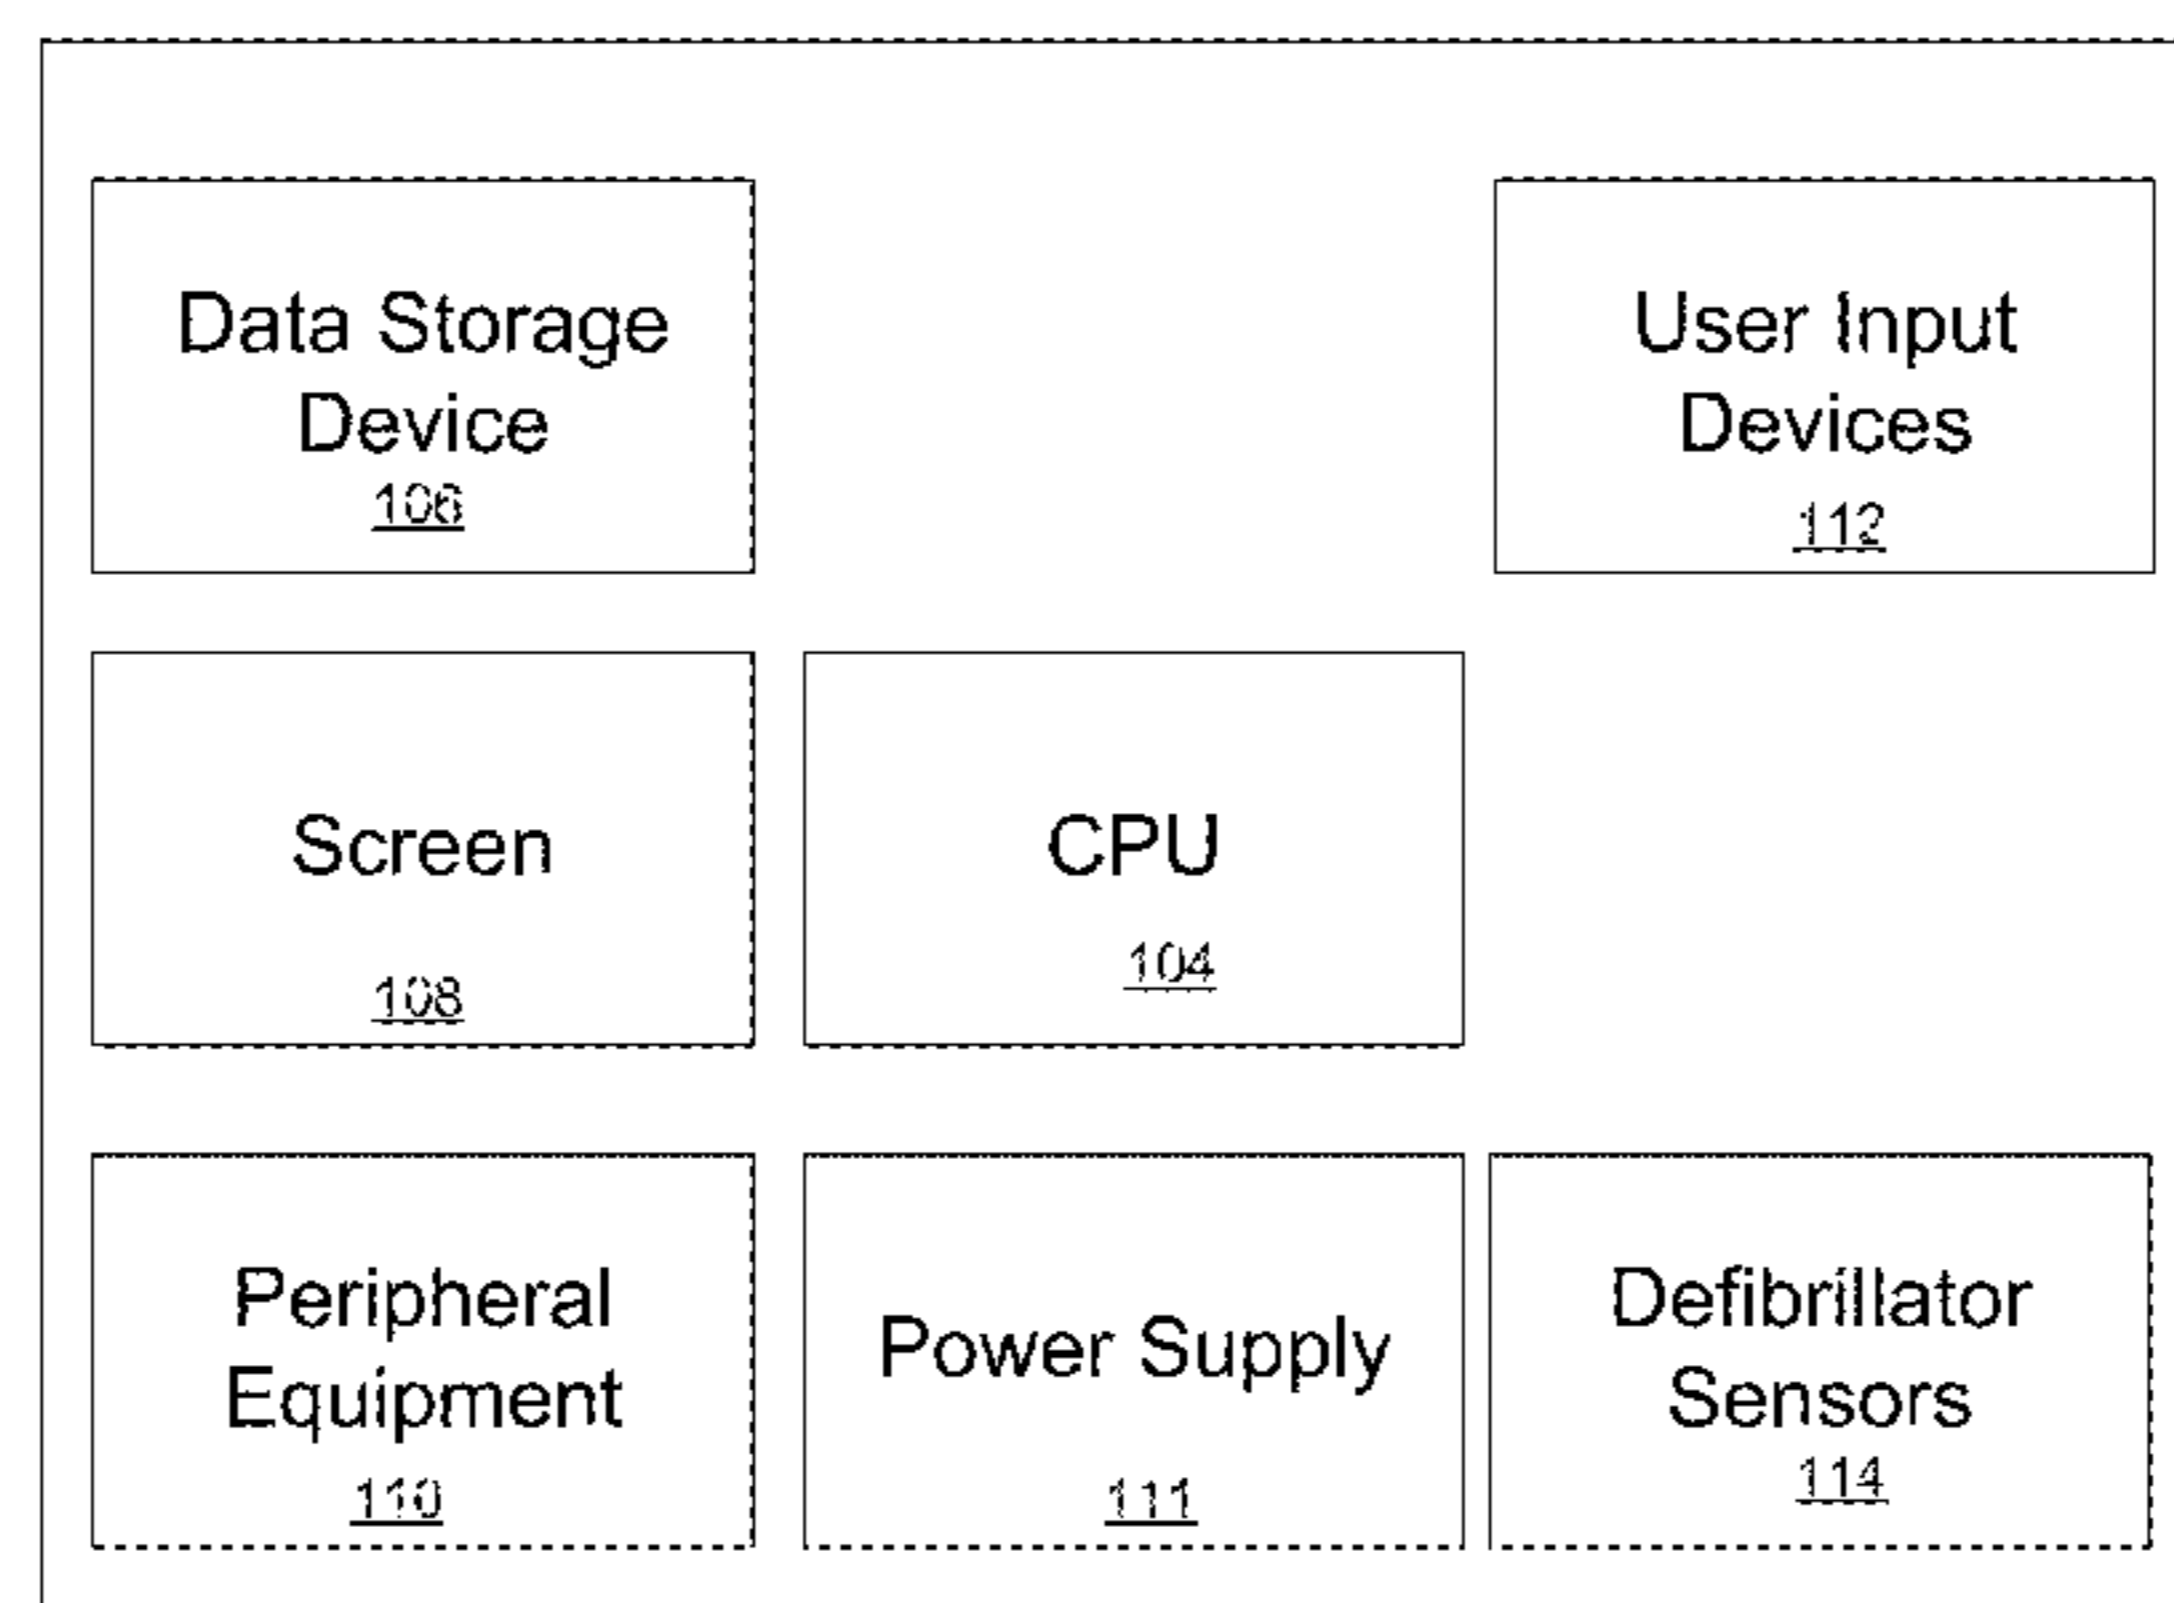 Data Storage
Device
106
User Input
Devices
112
Screen
108
CPU
104
Peripheral
Equipment
110
Power Supply
111
Defibrillator
Sensors
114